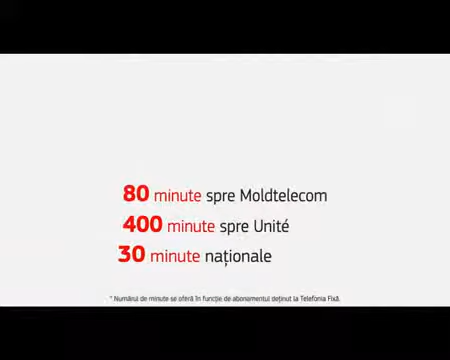 80 minute spre Moldtelecom
400 minute spre Unité
30 minute naționale
* Numărul de minute se oferă în funcție de abonamentul deținut la Telefonia Fixă.